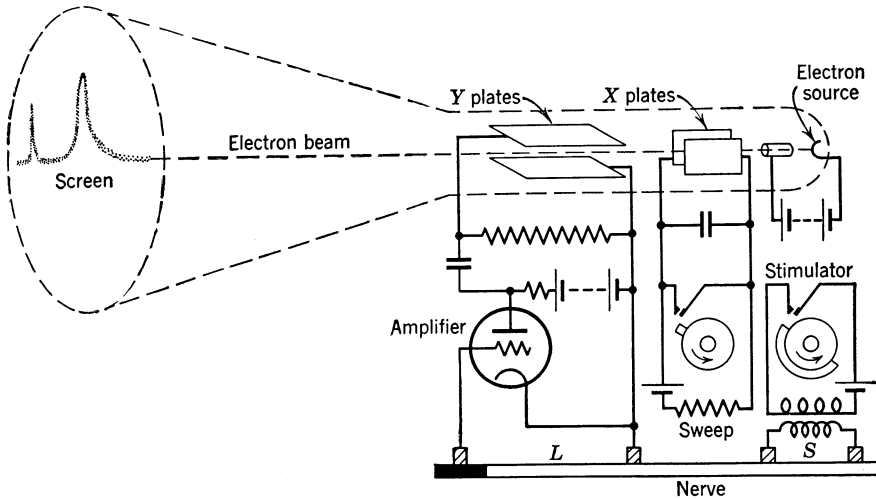 Electron
source
Y plates
X plates
Electron beam
Screen
Stimulator
Amplifier
Sweep
L
S
Nerve